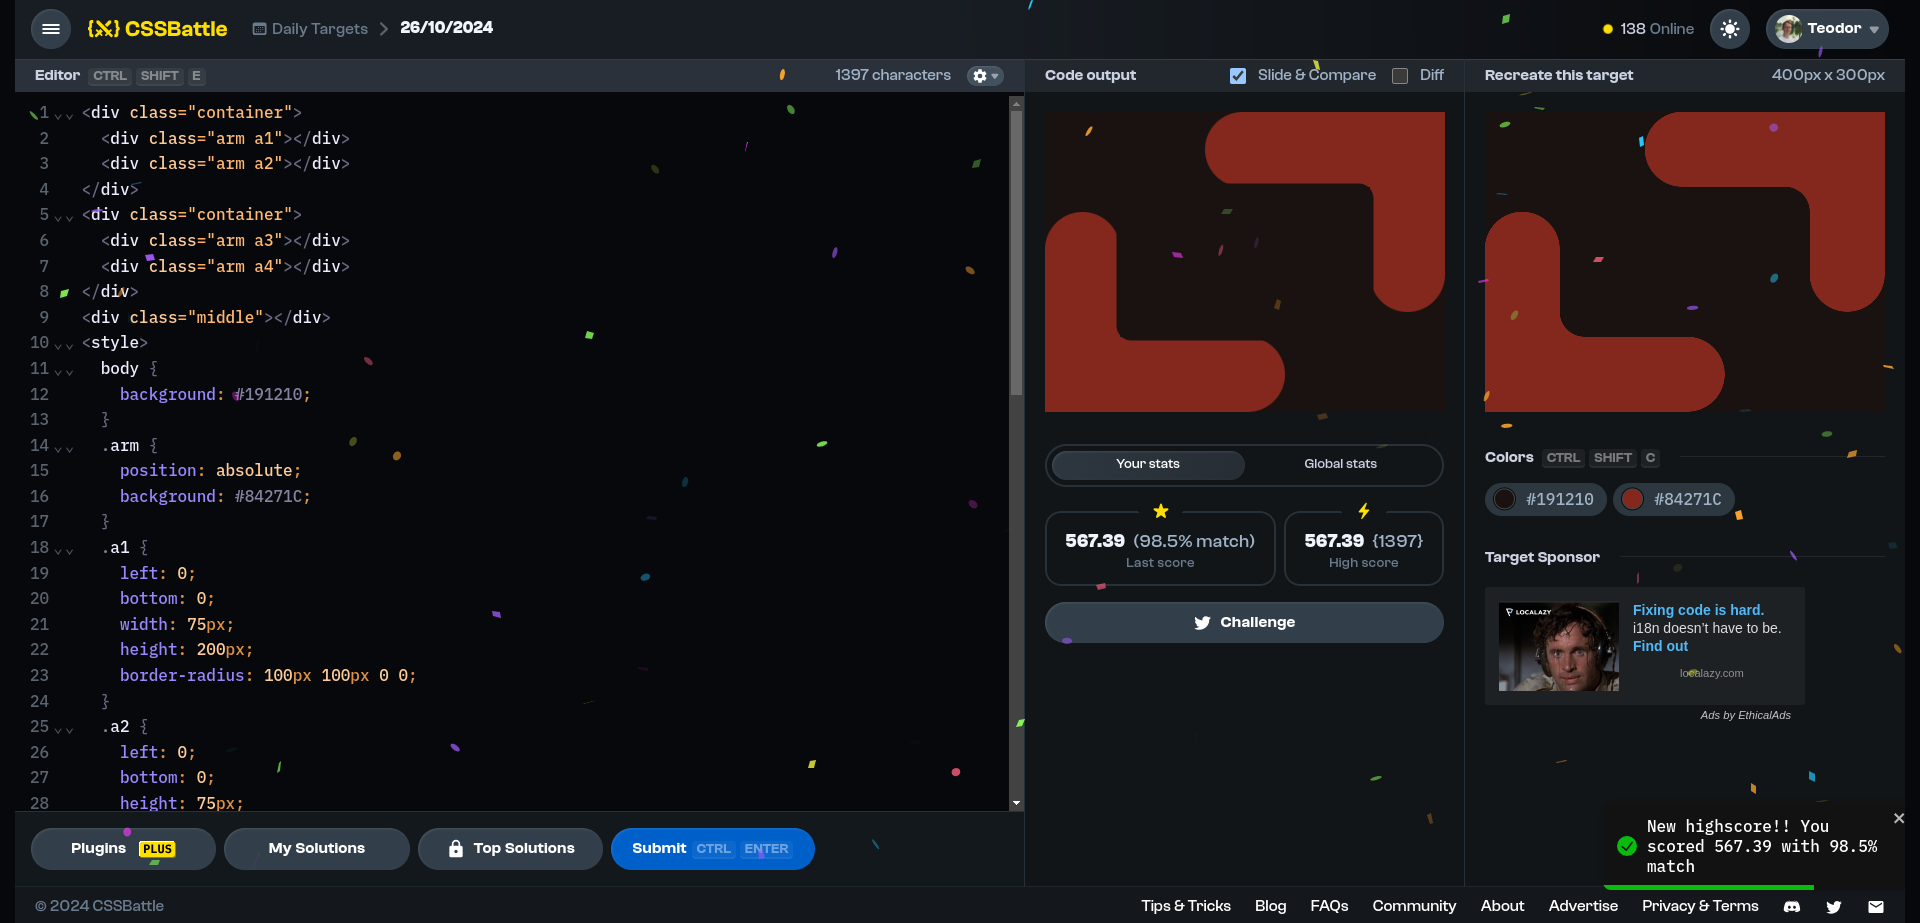 CSSBattle
Daily Targets
26/10/2024
138 Online
Teodor
Editor CTRL SHIFT E
1397 characters
Code output
Slide & Compare
Diff
Recreate this target
400px x 300px
1 <div class="container">
2 <div class="arm a1"></div>
3 <div class="arm a2"></div>
4 </div>
5 <div class="container">
6 <div class="arm a3"></div>
7 <div class="arm a4"></div>
8 </div>
9 <div class="middle"></div>
10 <style>
11 body {
12 background: #191210;
13 }
14 .arm {
15 position: absolute;
16 background: #84271C;
17 }
18 .a1 {
19 left: 0;
20 bottom: 0;
21 width: 75px;
22 height: 200px;
23 border-radius: 100px 100px 0 0;
24 }
25 .a2 {
26 left: 0;
27 bottom: 0;
28 height: 75px;
Your stats
Global stats
567.39 (98.5% match)
Last score
567.39 {1397}
High score
Challenge
Colors CTRL SHIFT C
#191210
#84271C
Target Sponsor
LOCALAZY
Fixing code is hard.
i18n doesn't have to be.
Find out
localazy.com
Ads by EthicalAds
Plugins PLUS
My Solutions
Top Solutions
Submit CTRL ENTER
New highscore!! You
scored 567.39 with 98.5%
match
© 2024 CSSBattle
Tips & Tricks
Blog
FAQs
Community
About
Advertise
Privacy & Terms